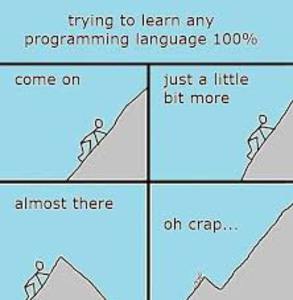 trying to learn any
programming language 100%
come on
just a little
bit more
almost there
oh crap...